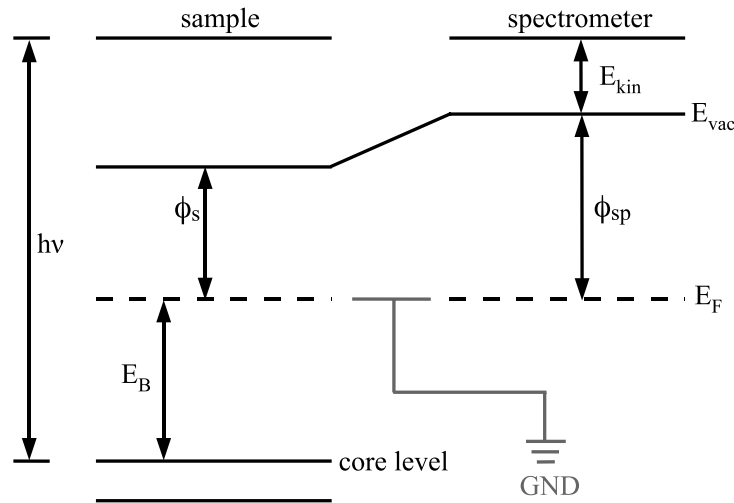 sample
spectrometer
E_kin
E_vac
ϕ_s
ϕ_sp
hν
E_F
E_B
core level
GND